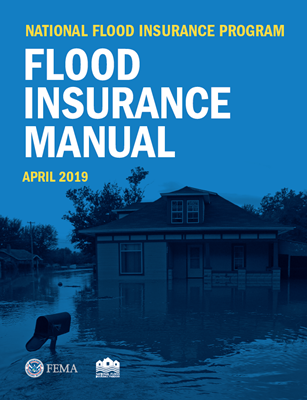 NATIONAL FLOOD INSURANCE PROGRAM
FLOOD
INSURANCE
MANUAL
APRIL 2019
FEMA